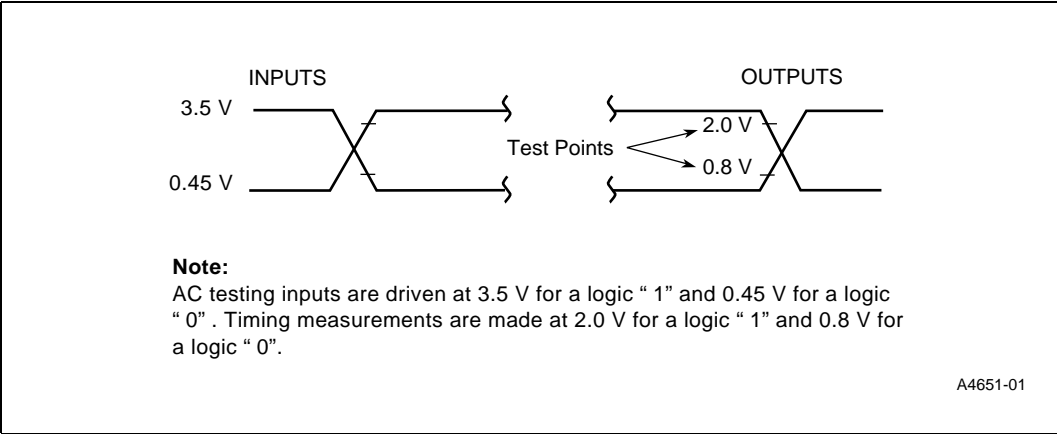 INPUTS
OUTPUTS
3.5 V
2.0 V
Test Points
0.8 V
0.45 V
Note:
AC testing inputs are driven at 3.5 V for a logic “ 1” and 0.45 V for a logic
“ 0” . Timing measurements are made at 2.0 V for a logic “ 1” and 0.8 V for
a logic “ 0”.
A4651-01